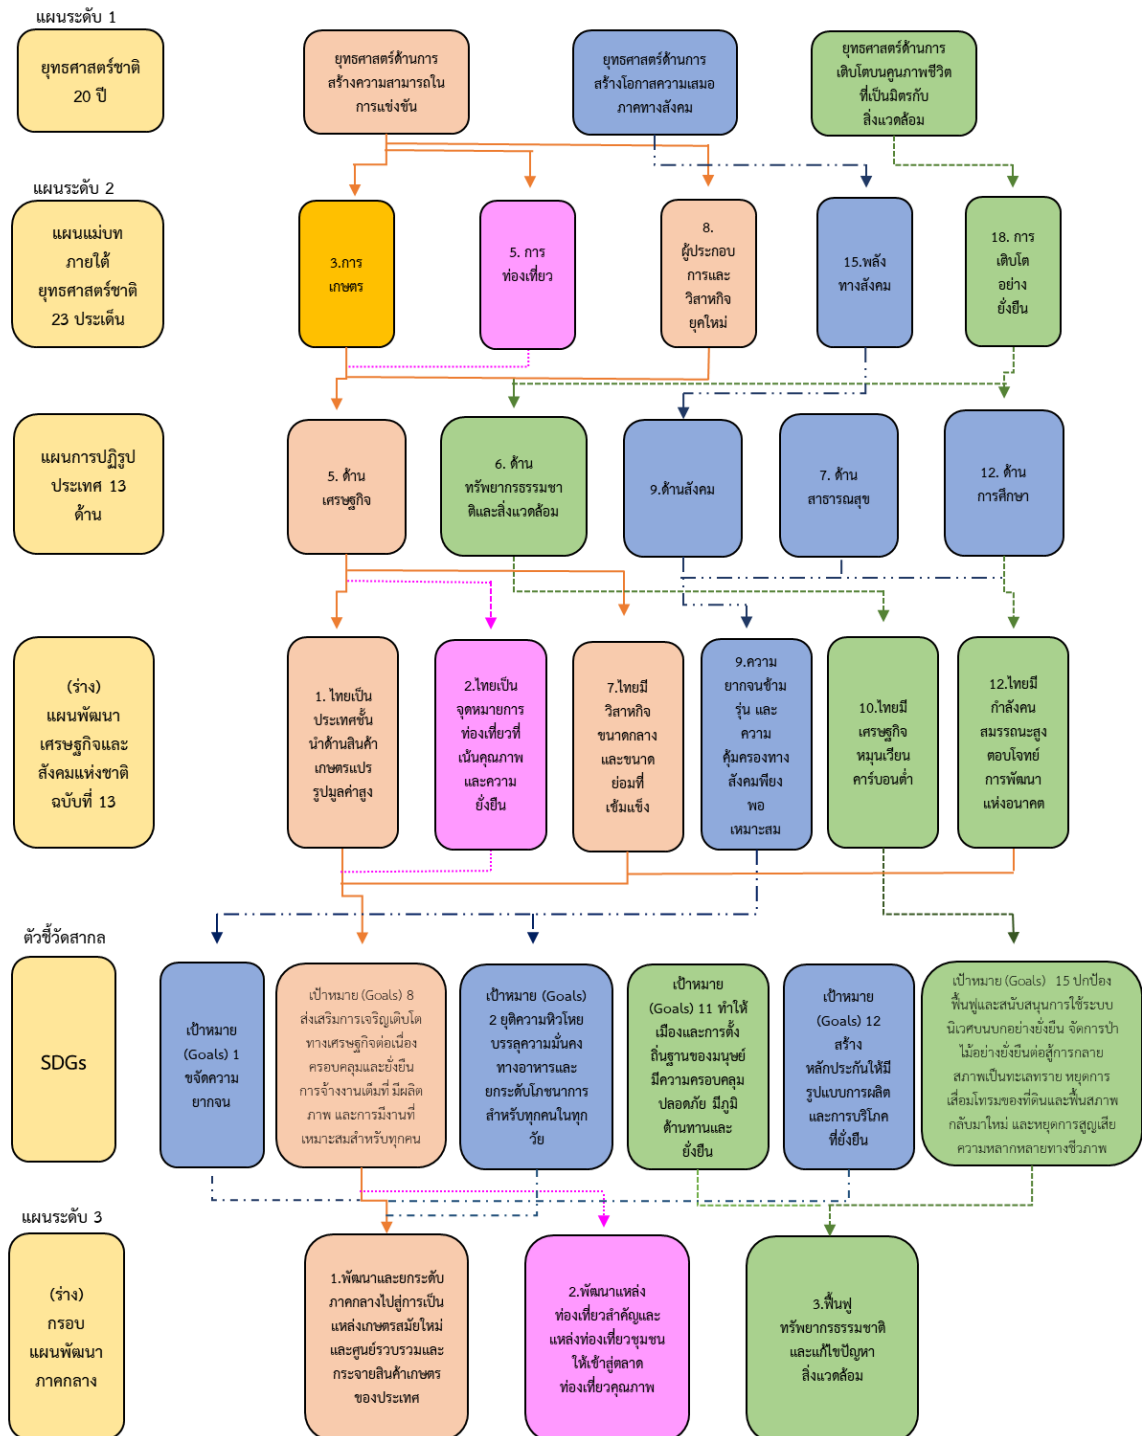 แผนระดับ 1
ยุทธศาสตร์ชาติ
20 ปี
ยุทธศาสตร์ด้านการ
สร้างความสามารถใน
การแข่งขัน
ยุทธศาสตร์ด้านการ
สร้างโอกาสความเสมอ
ภาคทางสังคม
ยุทธศาสตร์ด้านการ
เติบโตบนคุณภาพชีวิต
ที่เป็นมิตรกับ
สิ่งแวดล้อม
แผนระดับ 2
แผนแม่บท
ภายใต้
ยุทธศาสตร์ชาติ
23 ประเด็น
3.การ
เกษตร
5. การ
ท่องเที่ยว
8.
ผู้ประกอบ
การและ
วิสาหกิจ
ยุคใหม่
15.พลัง
ทางสังคม
18. การ
เติบโต
อย่าง
ยั่งยืน
แผนการปฏิรูป
ประเทศ 13
ด้าน
5. ด้าน
เศรษฐกิจ
6. ด้าน
ทรัพยากรธรรมชา
ติและสิ่งแวดล้อม
9.ด้านสังคม
7. ด้าน
สาธารณสุข
12. ด้าน
การศึกษา
(ร่าง)
แผนพัฒนา
เศรษฐกิจและ
สังคมแห่งชาติ
ฉบับที่ 13
1. ไทยเป็น
ประเทศชั้น
นำด้านสินค้า
เกษตรแปร
รูปมูลค่าสูง
2.ไทยเป็น
จุดหมายการ
ท่องเที่ยวที่
เน้นคุณภาพ
และความ
ยั่งยืน
7.ไทยมี
วิสาหกิจ
ขนาดกลาง
และขนาด
ย่อมที่
เข้มแข็ง
9.ความ
ยากจนข้าม
รุ่น และ
ความ
คุ้มครองทาง
สังคมพียง
พอ
เหมาะสม
10.ไทยมี
เศรษฐกิจ
หมุนเวียน
คาร์บอนต่ำ
12.ไทยมี
กำลังคน
สมรรถนะสูง
ตอบโจทย์
การพัฒนา
แห่งอนาคต
ตัวชี้วัดสากล
SDGs
เป้าหมาย
(Goals) 1
ขจัดความ
ยากจน
เป้าหมาย (Goals) 8
ส่งเสริมการเจริญเติบโต
ทางเศรษฐกิจต่อเนื่อง
ครอบคลุมและยั่งยืน
การจ้างงานเต็มที่ มีผลิต
ภาพ และการมีงานที่
เหมาะสมสำหรับทุกคน
เป้าหมาย (Goals)
2 ยุติความหิวโหย
บรรลุความมั่นคง
ทางอาหารและ
ยกระดับโภชนาการ
สำหรับทุกคนในทุก
วัย
เป้าหมาย
(Goals) 11 ทำให้
เมืองและการตั้ง
ถิ่นฐานของมนุษย์
มีความครอบคลุม
ปลอดภัย มีภูมิ
ต้านทานและ
ยั่งยืน
เป้าหมาย
(Goals) 12
สร้าง
หลักประกันให้มี
รูปแบบการผลิต
และการบริโภค
ที่ยั่งยืน
เป้าหมาย (Goals) 15 ปกป้อง
ฟื้นฟูและสนับสนุนการใช้ระบบ
นิเวศบนบกอย่างยั่งยืน จัดการป่า
ไม้อย่างยั่งยืนต่อสู้การกลาย
สภาพเป็นทะเลทราย หยุดการ
เสื่อมโทรมของที่ดินและฟื้นสภาพ
กลับมาใหม่ และหยุดการสูญเสีย
ความหลากหลายทางชีวภาพ
แผนระดับ 3
(ร่าง)
กรอบ
แผนพัฒนา
ภาคกลาง
1.พัฒนาและยกระดับ
ภาคกลางไปสู่การเป็น
แหล่งเกษตรสมัยใหม่
และศูนย์รวบรวมและ
กระจายสินค้าเกษตร
ของประเทศ
2.พัฒนาแหล่ง
ท่องเที่ยวสำคัญและ
แหล่งท่องเที่ยวชุมชน
ให้เข้าสู่ตลาด
ท่องเที่ยวคุณภาพ
3.ฟื้นฟู
ทรัพยากรธรรมชาติ
และแก้ไขปัญหา
สิ่งแวดล้อม